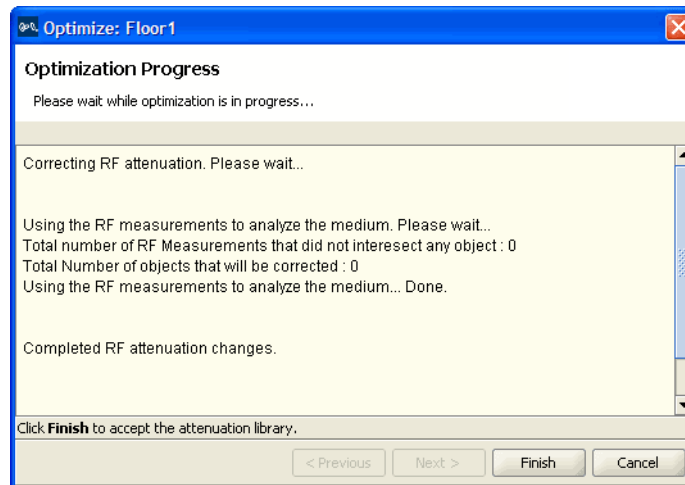 Optimize: Floor1
Optimization Progress
Please wait while optimization is in progress...
Correcting RF attenuation. Please wait...
Using the RF measurements to analyze the medium. Please wait...
Total number of RF Measurements that did not interesect any object : 0
Total Number of objects that will be corrected : 0
Using the RF measurements to analyze the medium... Done.
Completed RF attenuation changes.
Click Finish to accept the attenuation library.
< Previous Next > Finish Cancel